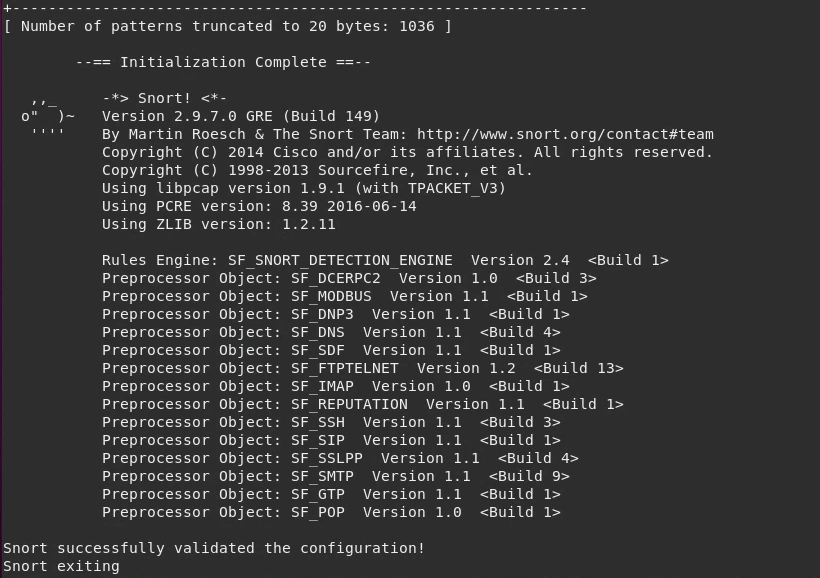 +----------------------------------------------------------------
[ Number of patterns truncated to 20 bytes: 1036 ]

        --== Initialization Complete ==--

   ,,_     -*> Snort! <*-
  o"  )~   Version 2.9.7.0 GRE (Build 149)
   ''''    By Martin Roesch & The Snort Team: http://www.snort.org/contact#team
           Copyright (C) 2014 Cisco and/or its affiliates. All rights reserved.
           Copyright (C) 1998-2013 Sourcefire, Inc., et al.
           Using libpcap version 1.9.1 (with TPACKET_V3)
           Using PCRE version: 8.39 2016-06-14
           Using ZLIB version: 1.2.11

           Rules Engine: SF_SNORT_DETECTION_ENGINE  Version 2.4  <Build 1>
           Preprocessor Object: SF_DCERPC2  Version 1.0  <Build 3>
           Preprocessor Object: SF_MODBUS  Version 1.1  <Build 1>
           Preprocessor Object: SF_DNP3  Version 1.1  <Build 1>
           Preprocessor Object: SF_DNS  Version 1.1  <Build 4>
           Preprocessor Object: SF_SDF  Version 1.1  <Build 1>
           Preprocessor Object: SF_FTPTELNET  Version 1.2  <Build 13>
           Preprocessor Object: SF_IMAP  Version 1.0  <Build 1>
           Preprocessor Object: SF_REPUTATION  Version 1.1  <Build 1>
           Preprocessor Object: SF_SSH  Version 1.1  <Build 3>
           Preprocessor Object: SF_SIP  Version 1.1  <Build 1>
           Preprocessor Object: SF_SSLPP  Version 1.1  <Build 4>
           Preprocessor Object: SF_SMTP  Version 1.1  <Build 9>
           Preprocessor Object: SF_GTP  Version 1.1  <Build 1>
           Preprocessor Object: SF_POP  Version 1.0  <Build 1>

Snort successfully validated the configuration!
Snort exiting